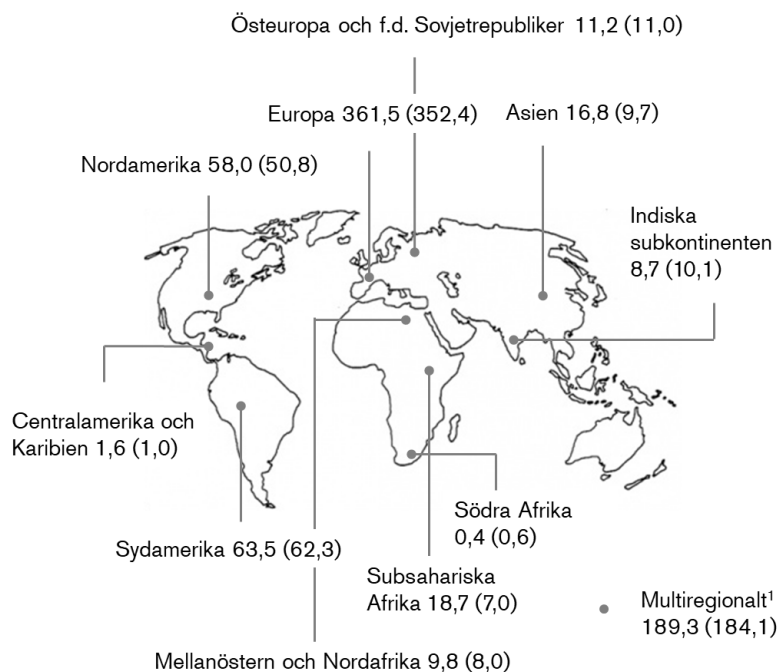 Östeuropa och f.d. Sovjetrepubliker 11,2 (11,0)
Europa 361,5 (352,4)
Asien 16,8 (9,7)
Nordamerika 58,0 (50,8)
Indiska
subkontinenten
8,7 (10,1)
Centralamerika och
Karibien 1,6 (1,0)
Södra Afrika
0,4 (0,6)
Sydamerika 63,5 (62,3)
Subsahariska
Afrika 18,7 (7,0)
Multiregionalt¹
189,3 (184,1)
Mellanöstern och Nordafrika 9,8 (8,0)